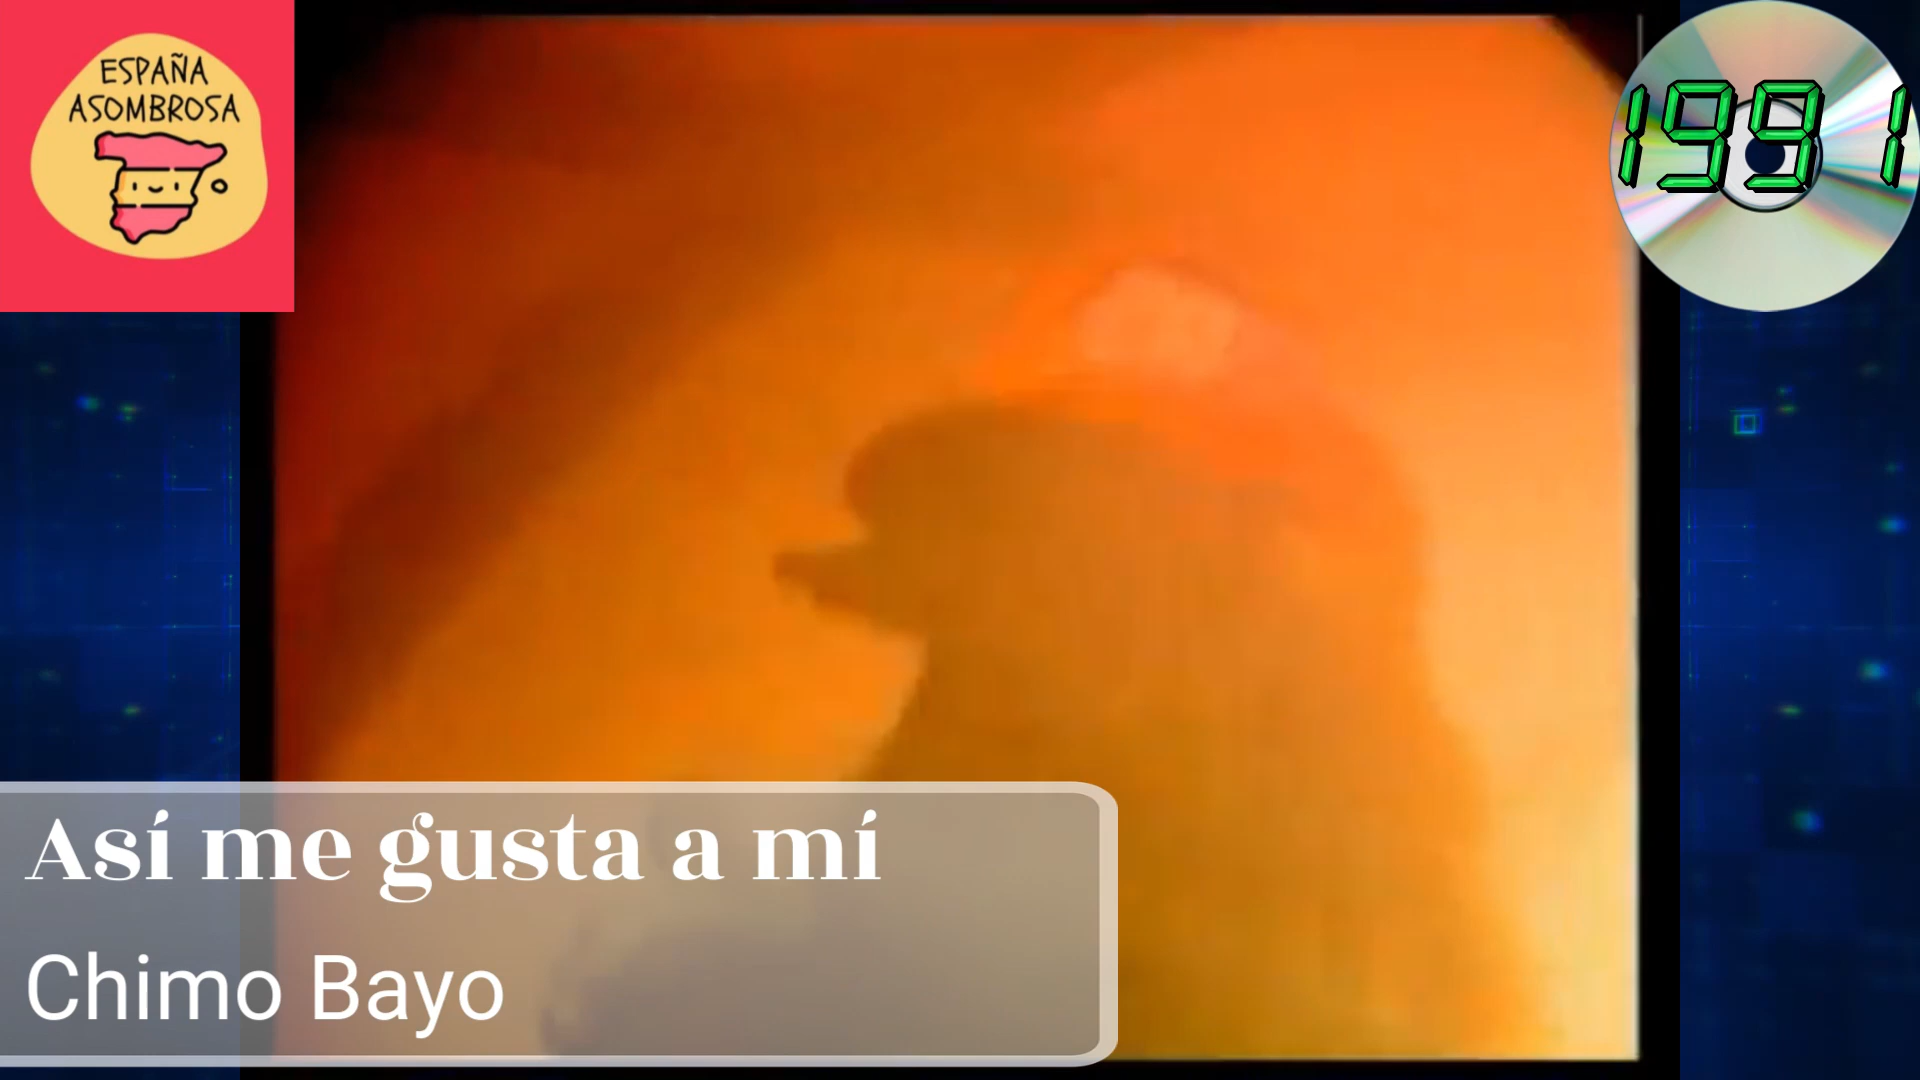 ESPAÑA
ASOMBROSA
1991
Así me gusta a mí
Chimo Bayo